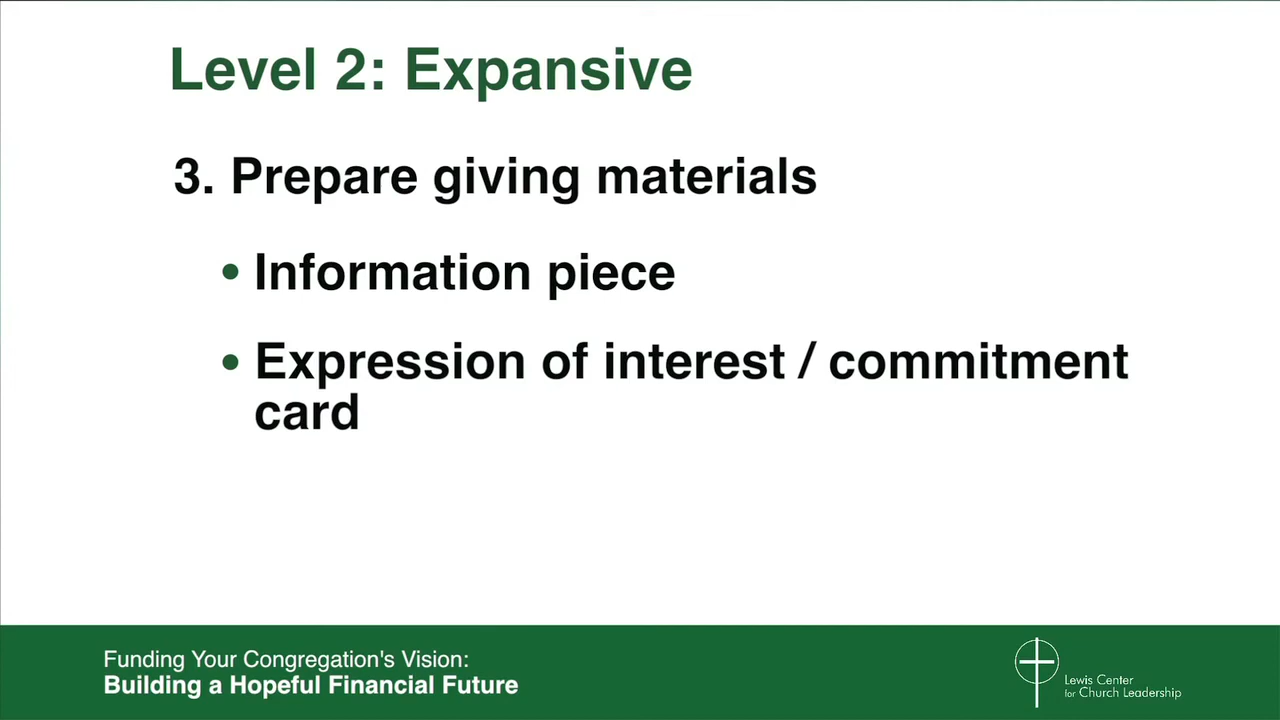 Level 2: Expansive
3. Prepare giving materials
• Information piece
• Expression of interest / commitment
card
Funding Your Congregation's Vision:
Building a Hopeful Financial Future
Lewis Center
for Church Leadership